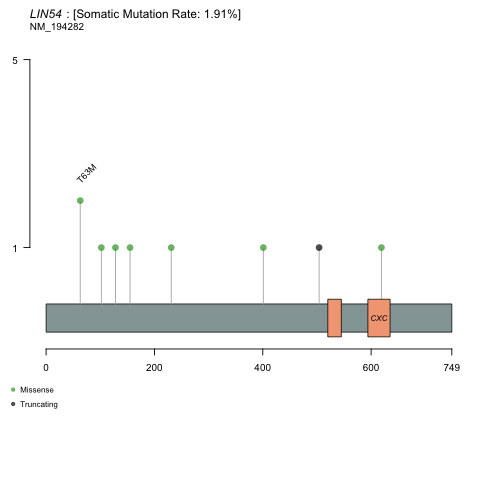 LIN54 : [Somatic Mutation Rate: 1.91%]
NM_194282
5
T63M
1
CXC
0 200 400 600 749
Missense
Truncating